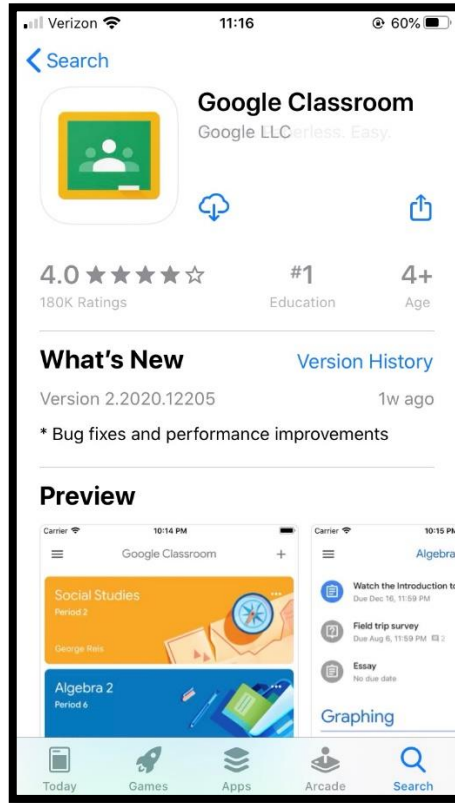 Verizon 11:16 60%
Search
Google Classroom
Google LLC erless. Easy.
4.0 #1 4+
180K Ratings Education Age
What's New Version History
Version 2.2020.12205 1w ago
* Bug fixes and performance improvements
Preview
Carrier 10:14 PM
Google Classroom +
Social Studies
Period 2
George Reis
Algebra 2
Period 6
Carrier 10:15 PM
Algebra
Watch the Introduction to
Due Dec 16, 11:59 PM
Field trip survey
Due Aug 6, 11:59 PM 2
Essay
No due date
Graphing
Today Games Apps Arcade Search